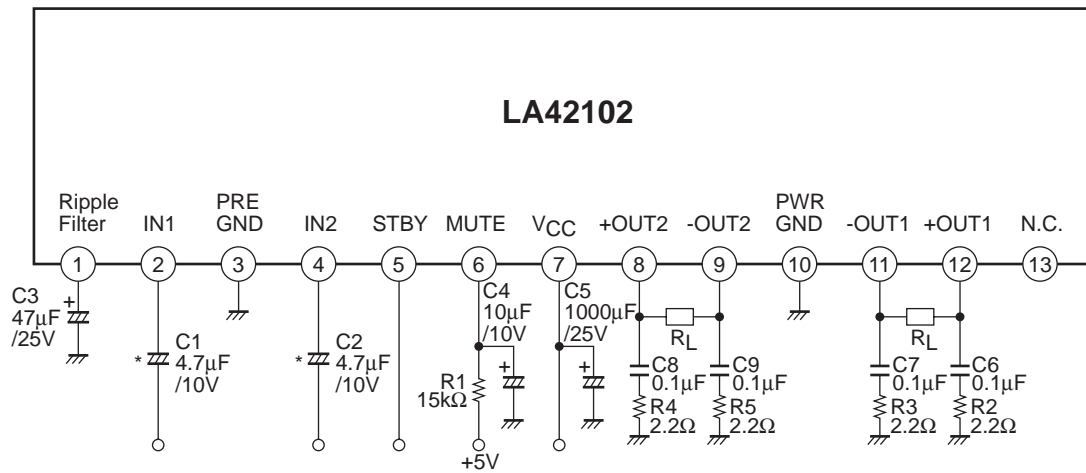 LA42102
Ripple
Filter
IN1
PRE
GND
IN2
STBY
MUTE
VCC
+OUT2
-OUT2
PWR
GND
-OUT1
+OUT1
N.C.
1
2
3
4
5
6
7
8
9
10
11
12
13
C3
47μF
/25V
+
* C1
4.7μF
/10V
* C2
4.7μF
/10V
C4
10μF
/10V
+
R1
15kΩ
+5V
C5
1000μF
/25V
+
RL
C8
0.1μF
R4
2.2Ω
C9
0.1μF
R5
2.2Ω
RL
C7
0.1μF
R3
2.2Ω
C6
0.1μF
R2
2.2Ω